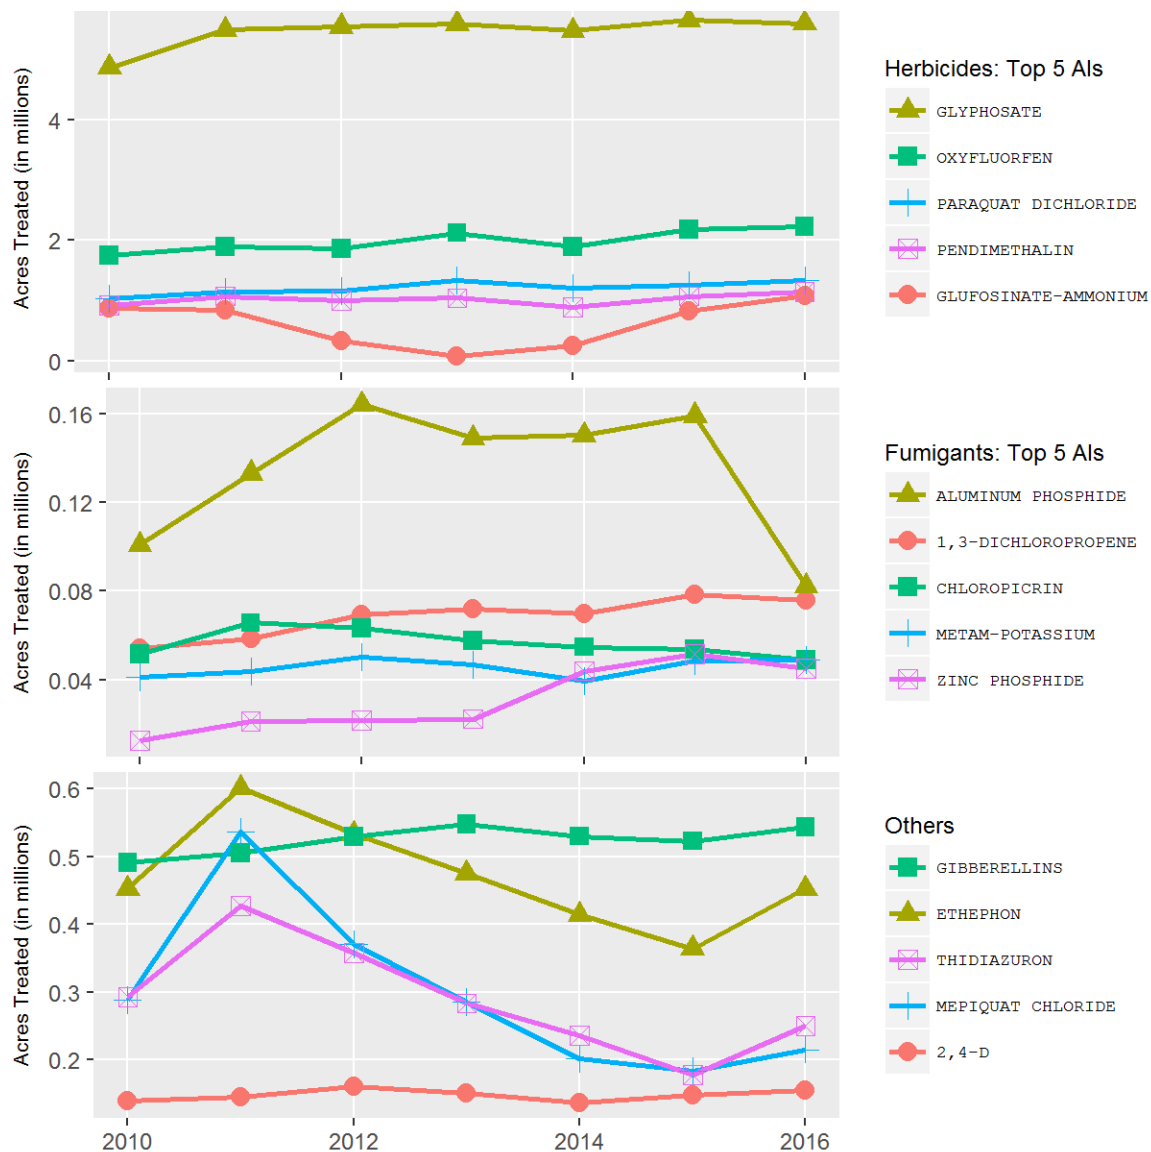 Acres Treated (in millions)
4
2
0
Herbicides: Top 5 AIs
GLYPHOSATE
OXYFLUORFEN
PARAQUAT DICHLORIDE
PENDIMETHALIN
GLUFOSINATE-AMMONIUM
Acres Treated (in millions)
0.16
0.12
0.08
0.04
Fumigants: Top 5 AIs
ALUMINUM PHOSPHIDE
1,3-DICHLOROPROPENE
CHLOROPICRIN
METAM-POTASSIUM
ZINC PHOSPHIDE
Acres Treated (in millions)
0.6
0.5
0.4
0.3
0.2
2010 2012 2014 2016
Others
GIBBERELLINS
ETHEPHON
THIDIAZURON
MEPIQUAT CHLORIDE
2,4-D